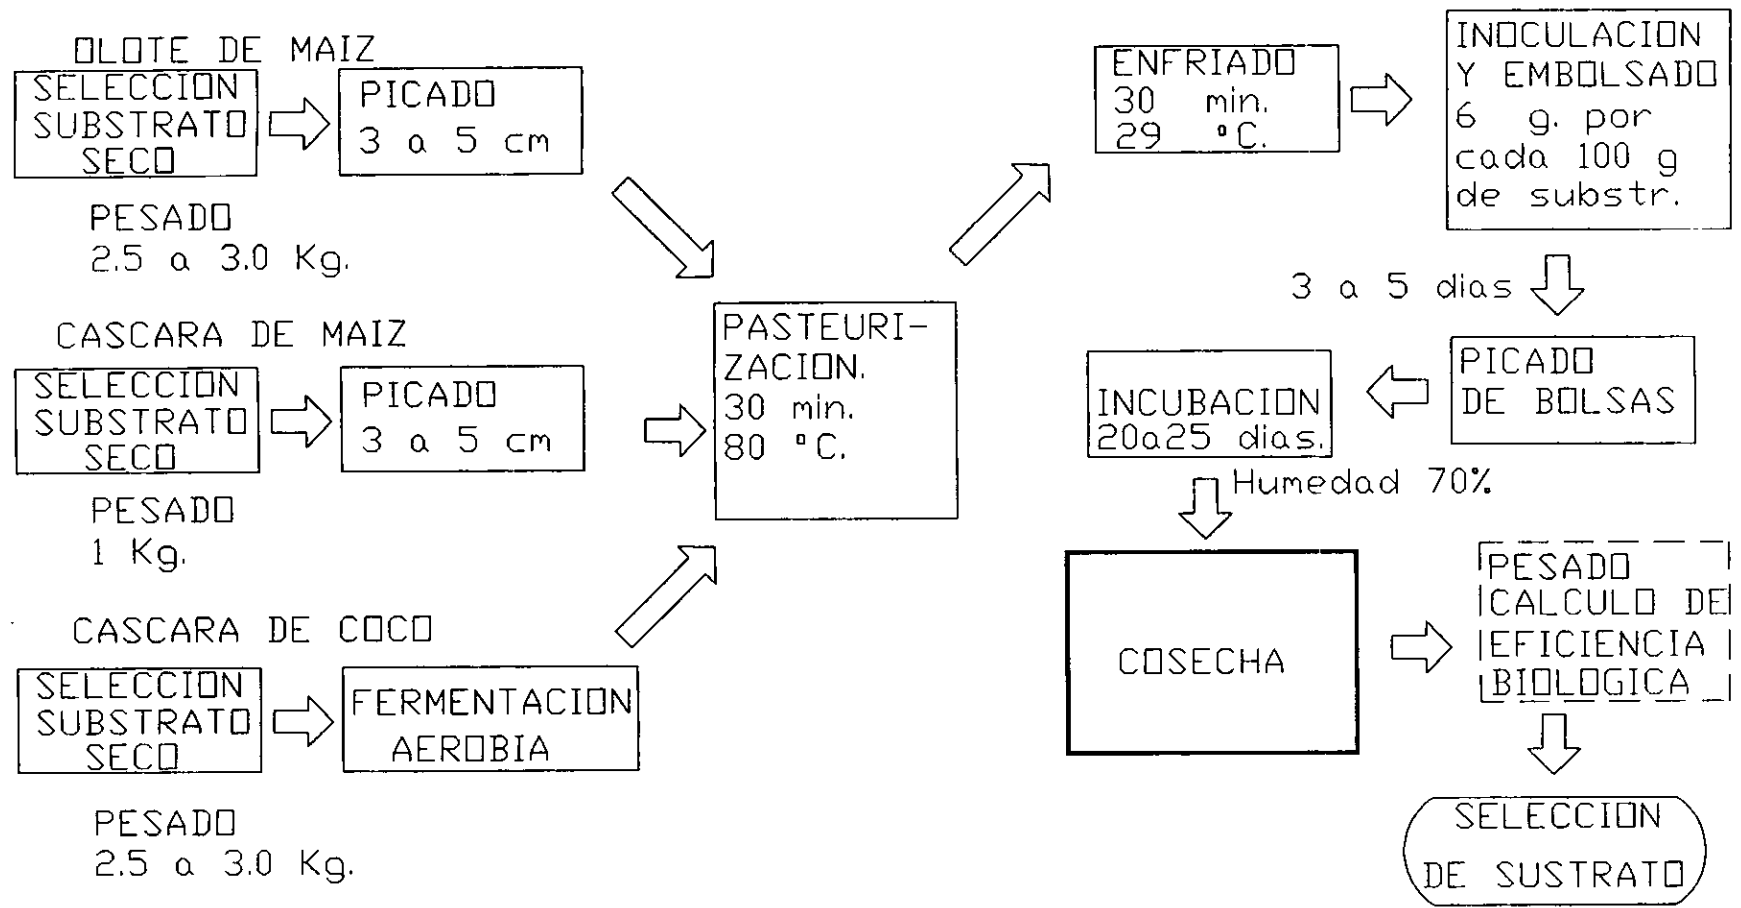 OLOTE DE MAIZ
SELECCION
SUBSTRATO
SECO
PICADO
3 a 5 cm
PESADO
2.5 a 3.0 Kg.
CASCARA DE MAIZ
SELECCION
SUBSTRATO
SECO
PICADO
3 a 5 cm
PESADO
1 Kg.
CASCARA DE COCO
SELECCION
SUBSTRATO
SECO
FERMENTACION
AEROBIA
PESADO
2.5 a 3.0 Kg.
PASTEURI-
ZACION.
30 min.
80 °C.
ENFRIADO
30 min.
29 °C.
INOCULACION
Y EMBOLSADO
6 g. por
cada 100 g
de substr.
3 a 5 dias
PICADO
DE BOLSAS
INCUBACION
20a25 dias.
Humedad 70%
COSECHA
PESADO
CALCULO DE
EFICIENCIA
BIOLOGICA
SELECCION
DE SUSTRATO